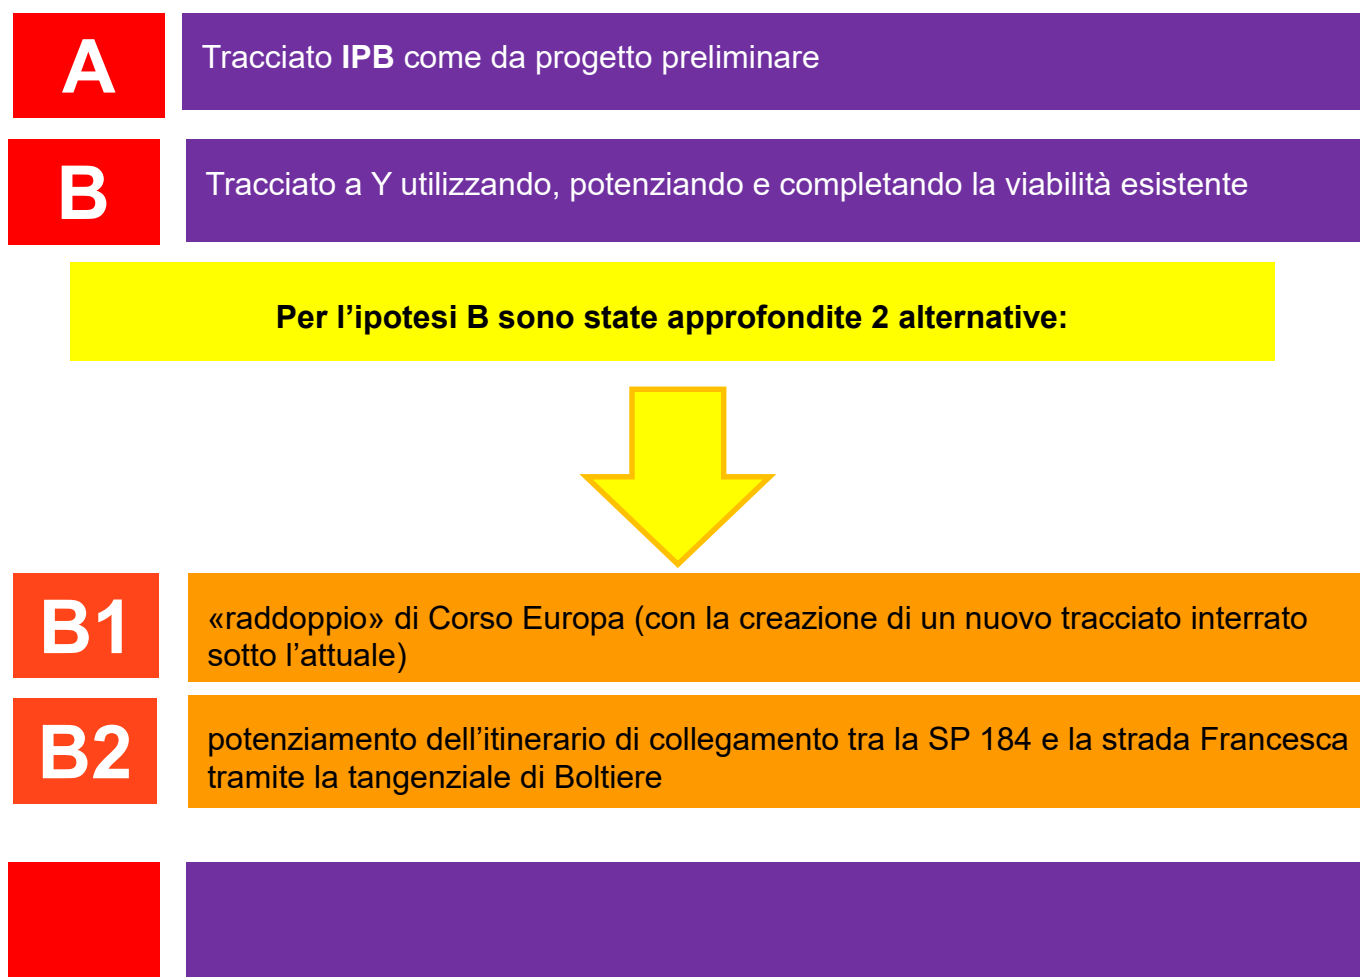 A
Tracciato IPB come da progetto preliminare
B
Tracciato a Y utilizzando, potenziando e completando la viabilità esistente
Per l’ipotesi B sono state approfondite 2 alternative:
B1
«raddoppio» di Corso Europa (con la creazione di un nuovo tracciato interrato
sotto l’attuale)
B2
potenziamento dell’itinerario di collegamento tra la SP 184 e la strada Francesca
tramite la tangenziale di Boltiere